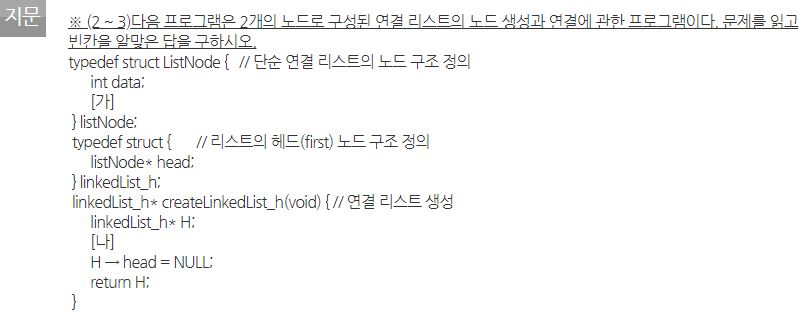 지문
※ (2 ~ 3)다음 프로그램은 2개의 노드로 구성된 연결 리스트의 노드 생성과 연결에 관한 프로그램이다. 문제를 읽고
빈칸을 알맞은 답을 구하시오.
typedef struct ListNode { // 단순 연결 리스트의 노드 구조 정의
int data;
[가]
} listNode;
typedef struct { // 리스트의 헤드(first) 노드 구조 정의
listNode* head;
} linkedList_h;
linkedList_h* createLinkedList_h(void) { // 연결 리스트 생성
linkedList_h* H;
[나]
H → head = NULL;
return H;
}